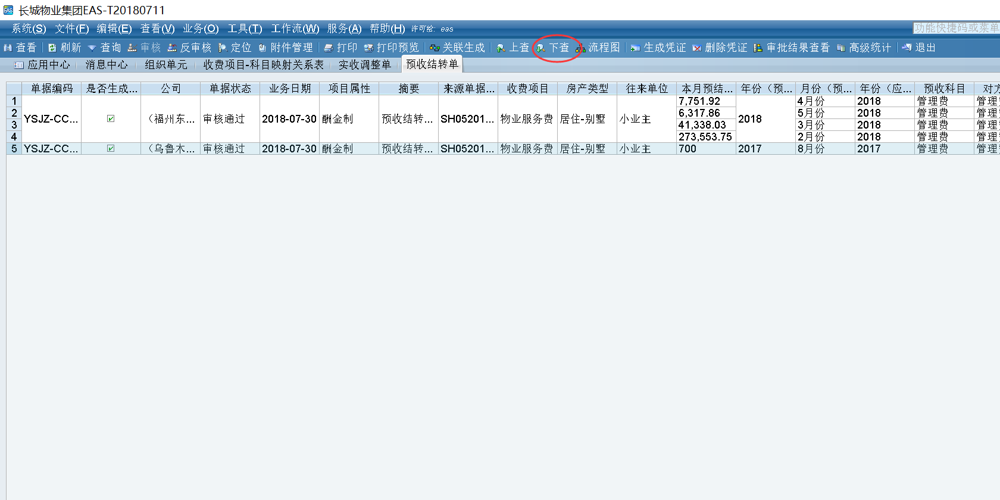 长城物业集团EAS-T20180711
系统(S) 文件(F) 编辑(E) 查看(V) 业务(O) 工具(T) 工作流(W) 服务(A) 帮助(H) 许可给: eas 功能快捷码或菜单
查看 刷新 查询 审核 反审核 定位 附件管理 打印 打印预览 关联生成 上查 下查 流程图 生成凭证 删除凭证 审批结果查看 高级统计 退出
应用中心 消息中心 组织单元 收费项目-科目映射关系表 实收调整单 预收结转单
单据编码 是否生成... 公司 单据状态 业务日期 项目属性 摘要 来源单据... 收费项目 房产类型 往来单位 本月预结... 年份（预... 月份（预... 年份（应... 预收科目 对方
1 7,751.92 4月份 2018 管理费 管理
2 YSJZ-CC... （福州东... 审核通过 2018-07-30 酬金制 预收结转... SH05201... 物业服务费 居住-别墅 小业主 6,317.86 2018 5月份 2018 管理费 管理
3 41,338.03 3月份 2018 管理费 管理
4 273,553.75 2月份 2018 管理费 管理
5 YSJZ-CC... （乌鲁木... 审核通过 2018-07-30 酬金制 预收结转... SH05201... 物业服务费 居住-别墅 小业主 700 2017 8月份 2017 管理费 管理